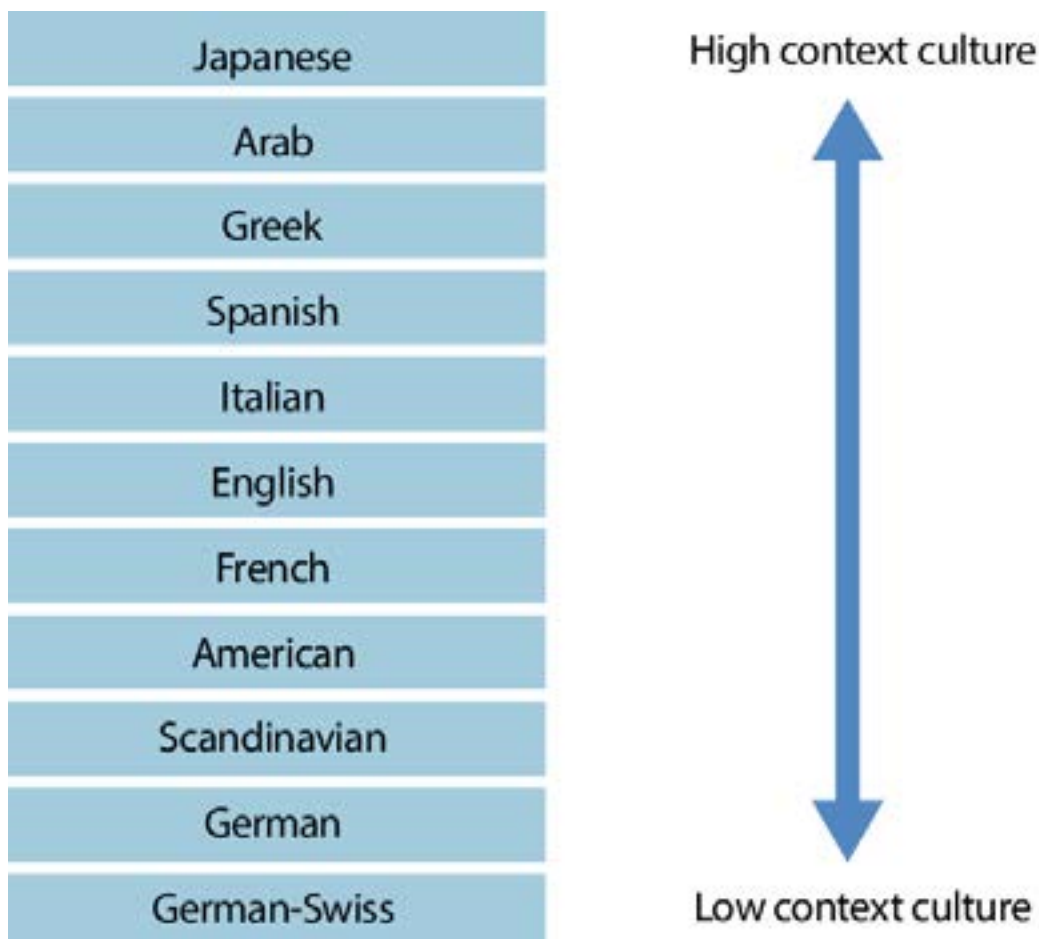 Japanese
High context culture
Arab
Greek
Spanish
Italian
English
French
American
Scandinavian
German
German-Swiss
Low context culture